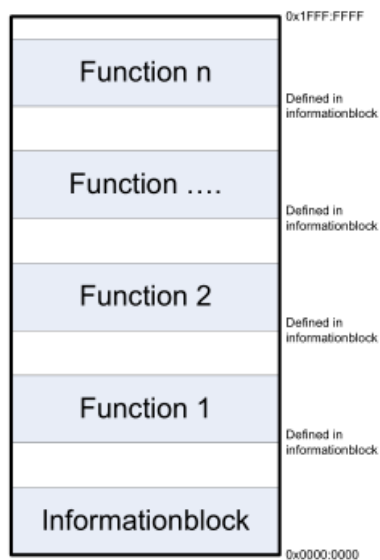 0x1FFF:FFFF
Function n
Defined in
informationblock
Function ....
Defined in
informationblock
Function 2
Defined in
informationblock
Function 1
Defined in
informationblock
Informationblock
0x0000:0000